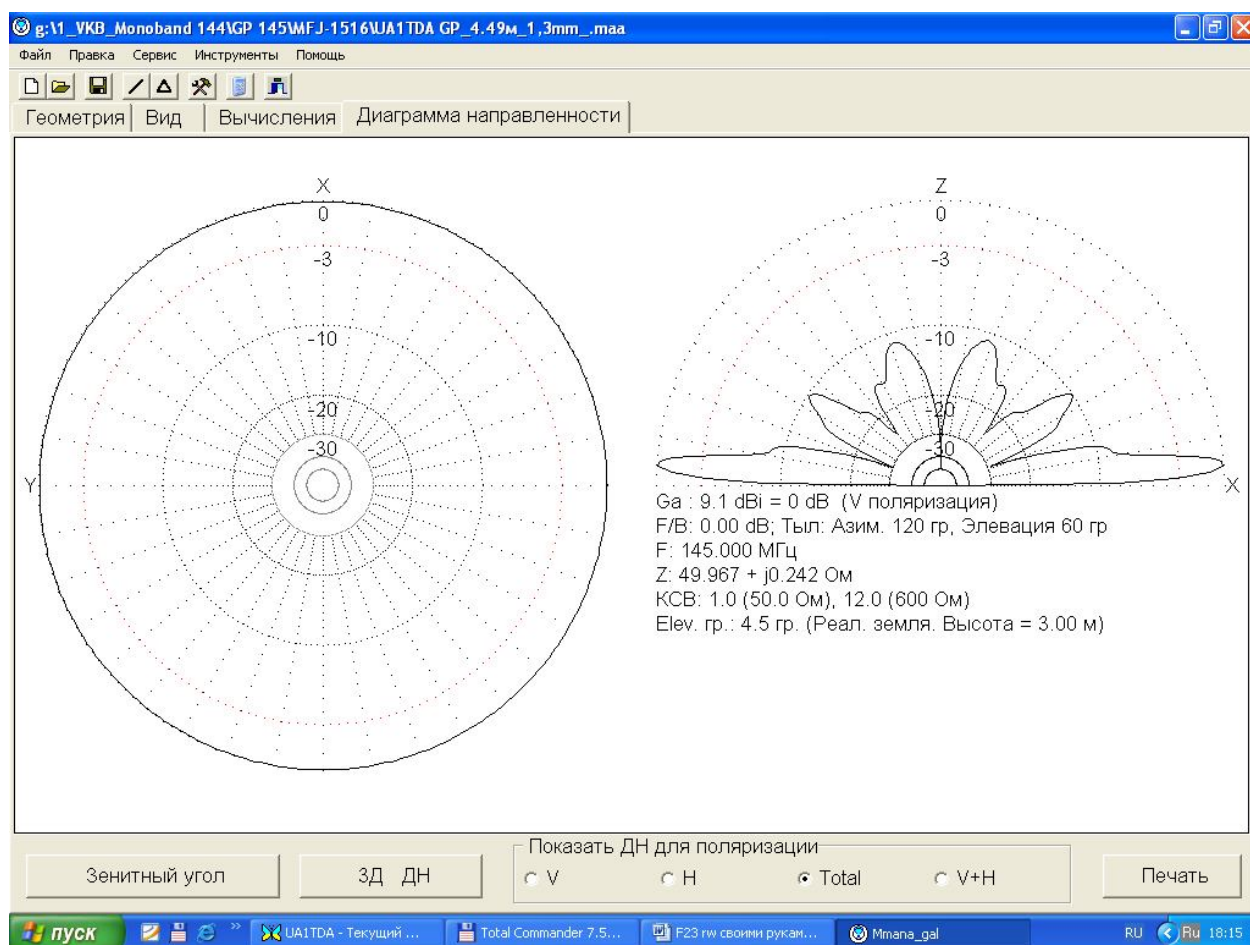 g:\1_VKB_Monoband 144\GP 145\MFJ-1516\UA1TDA GP_4.49м_1,3mm_.maa
Файл Правка Сервис Инструменты Помощь
Геометрия Вид Вычисления Диаграмма направленности
X
0
-3
-10
-20
-30
Y
Z
0
-3
-10
-20
-30
X
Ga : 9.1 dBi = 0 dB (V поляризация)
F/B: 0.00 dB; Тыл: Азим. 120 гр, Элевация 60 гр
F: 145.000 МГц
Z: 49.967 + j0.242 Ом
КСВ: 1.0 (50.0 Ом), 12.0 (600 Ом)
Elev. гр.: 4.5 гр. (Реал. земля. Высота = 3.00 м)
Зенитный угол
3Д ДН
Показать ДН для поляризации
V H Total V+H
Печать
пуск » UA1TDA - Текущий ... Total Commander 7.5... F23 rw своими рукам... Mmana_gal RU Ru 18:15